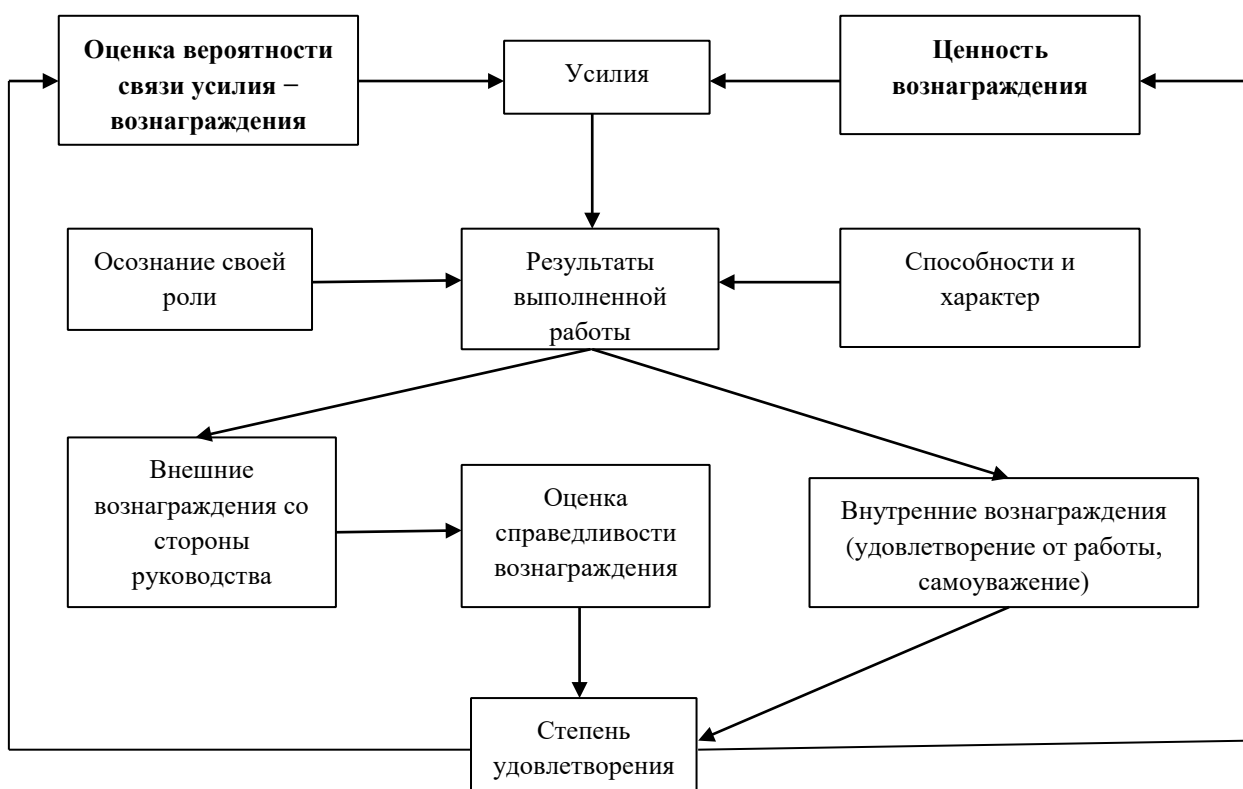 Оценка вероятности
связи усилия –
вознаграждения
Усилия
Ценность
вознаграждения
Осознание своей
роли
Результаты
выполненной
работы
Способности и
характер
Внешние
вознаграждения со
стороны
руководства
Оценка
справедливости
вознаграждения
Внутренние вознаграждения
(удовлетворение от работы,
самоуважение)
Степень
удовлетворения